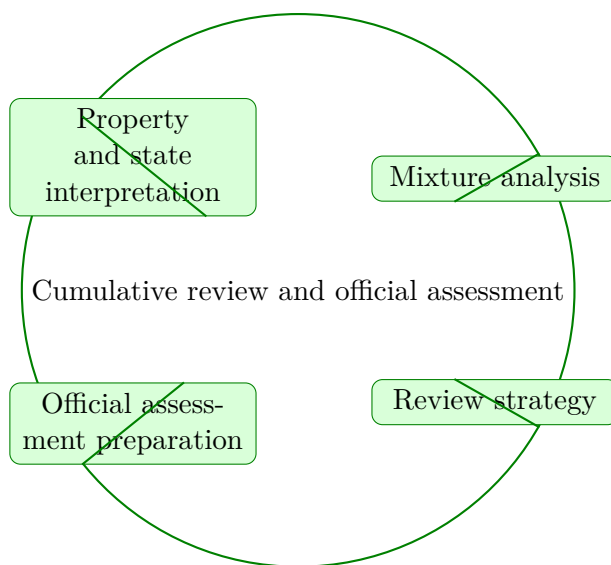 Property
and state
interpretation
Mixture analysis
Cumulative review and official assessment
Official assess-
ment preparation
Review strategy